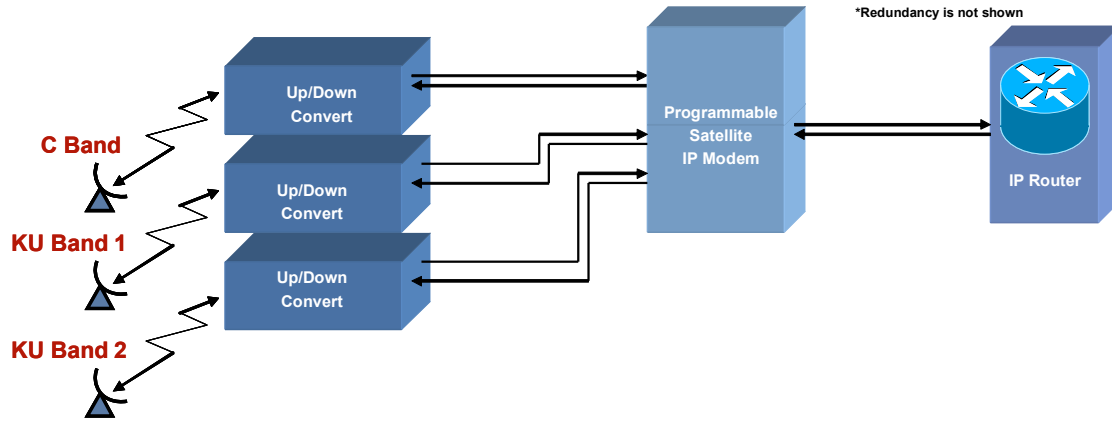 *Redundancy is not shown
C Band
Up/Down
Convert
KU Band 1
Up/Down
Convert
KU Band 2
Up/Down
Convert
Programmable
Satellite
IP Modem
IP Router